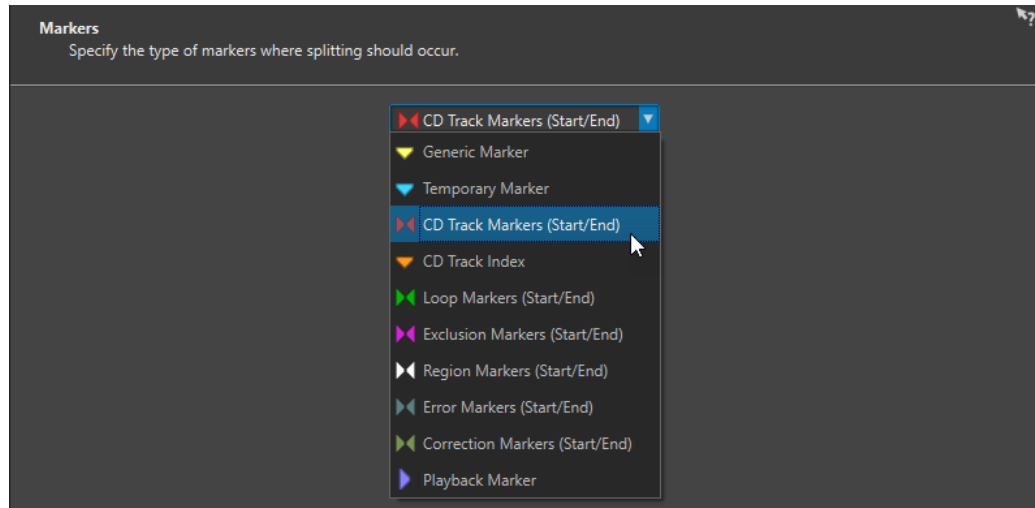 Markers
Specify the type of markers where splitting should occur.
CD Track Markers (Start/End)
Generic Marker
Temporary Marker
CD Track Markers (Start/End)
CD Track Index
Loop Markers (Start/End)
Exclusion Markers (Start/End)
Region Markers (Start/End)
Error Markers (Start/End)
Correction Markers (Start/End)
Playback Marker